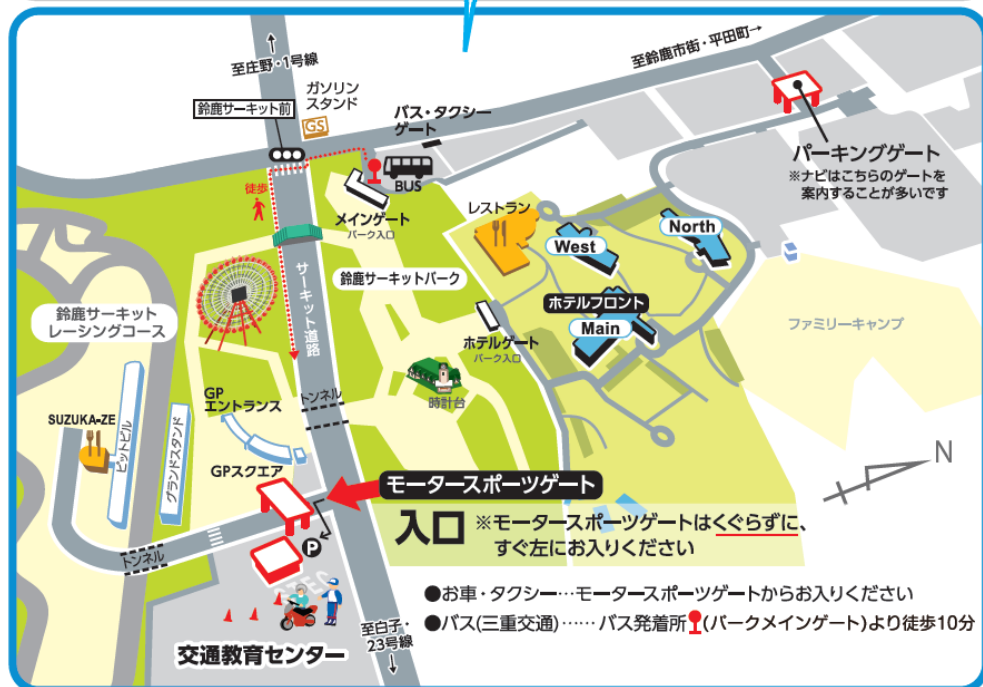 至庄野・1号線
鈴鹿サーキット前
ガソリン
スタンド
GS
バス・タクシー
ゲート
至鈴鹿市街・平田町→
パーキングゲート
※ナビはこちらのゲートを
案内することが多いです
BUS
徒歩
メインゲート
パーク入口
レストラン
West
North
サーキット道路
鈴鹿サーキットパーク
ホテルフロント
Main
ホテルゲート
パーク入口
ファミリーキャンプ
鈴鹿サーキット
レーシングコース
時計台
GP
エントランス
トンネル
SUZUKA-ZE
ピットビル
グランドスタンド
GPスクエア
N
モータースポーツゲート
入口 ※モータースポーツゲートはくぐらずに、
すぐ左にお入りください
P
トンネル
●お車・タクシー…モータースポーツゲートからお入りください
●バス(三重交通)……バス発着所(パークメインゲート)より徒歩10分
至白子・
23号線
交通教育センター